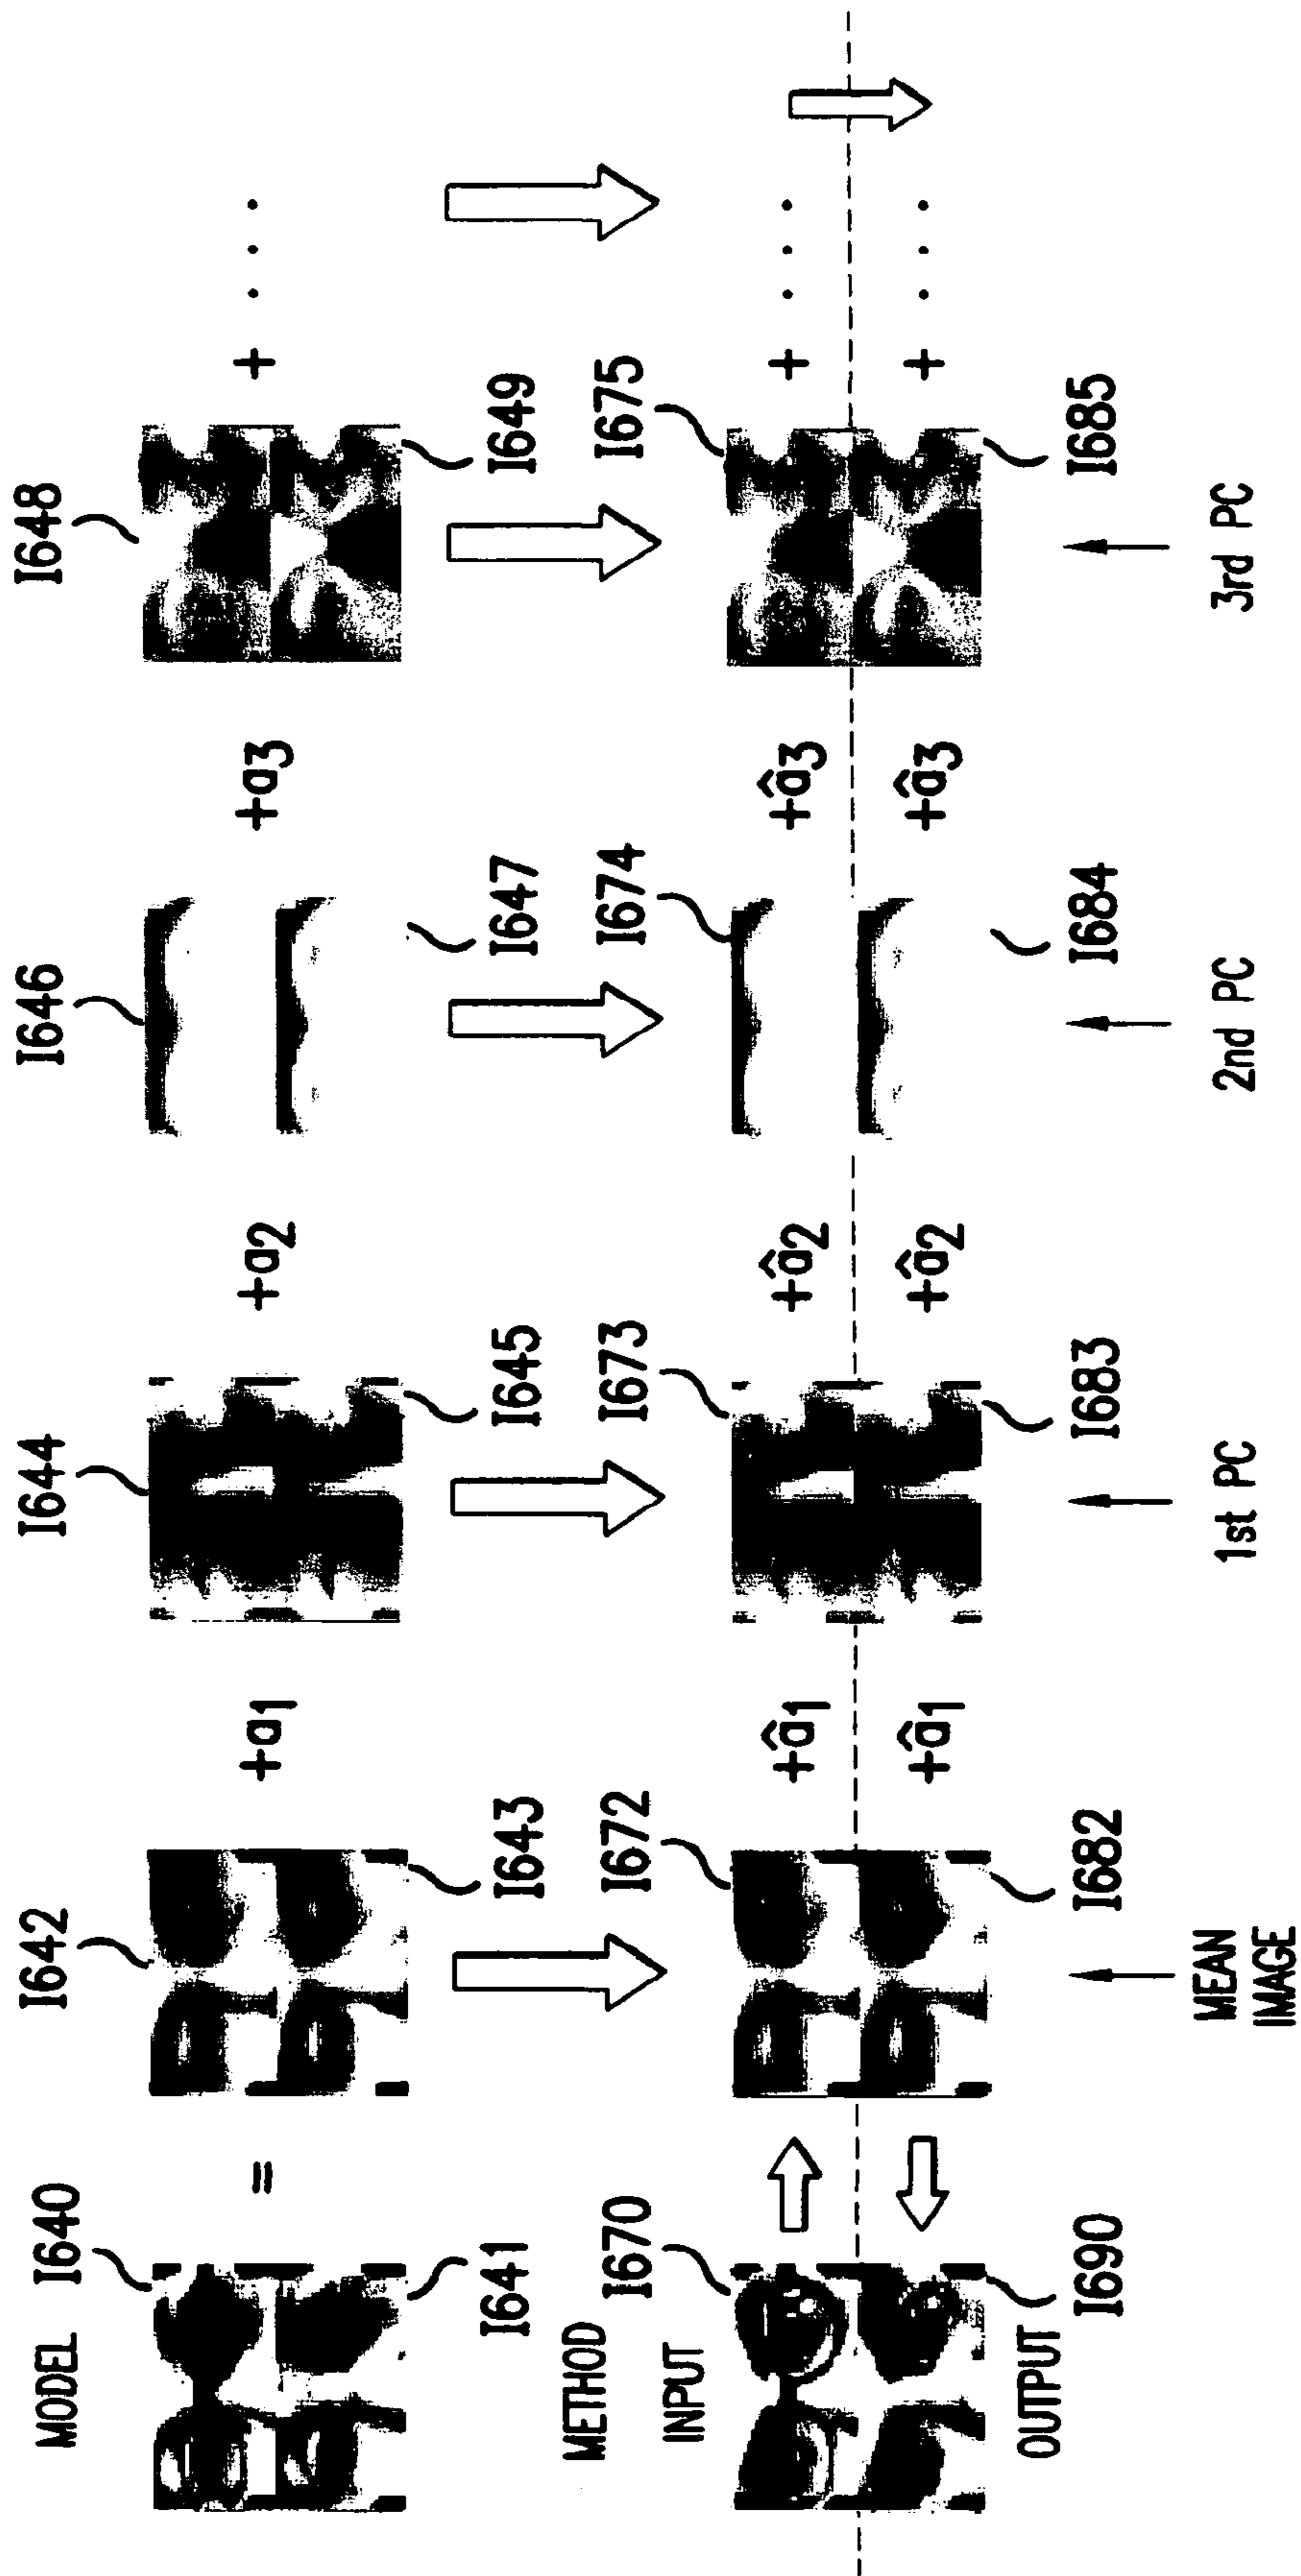 MODEL
I640 I642 I644 I646 I648
= +a1 +a2 +a3 + . . .
I641 I643 I645 I647 I649
METHOD
I670 I672 I673 I674 I675
INPUT
+â1 +â2 +â3 + . . .
+â1 +â2 +â3 + . . .
OUTPUT
I690 I682 I683 I684 I685
MEAN IMAGE
1st PC
2nd PC
3rd PC